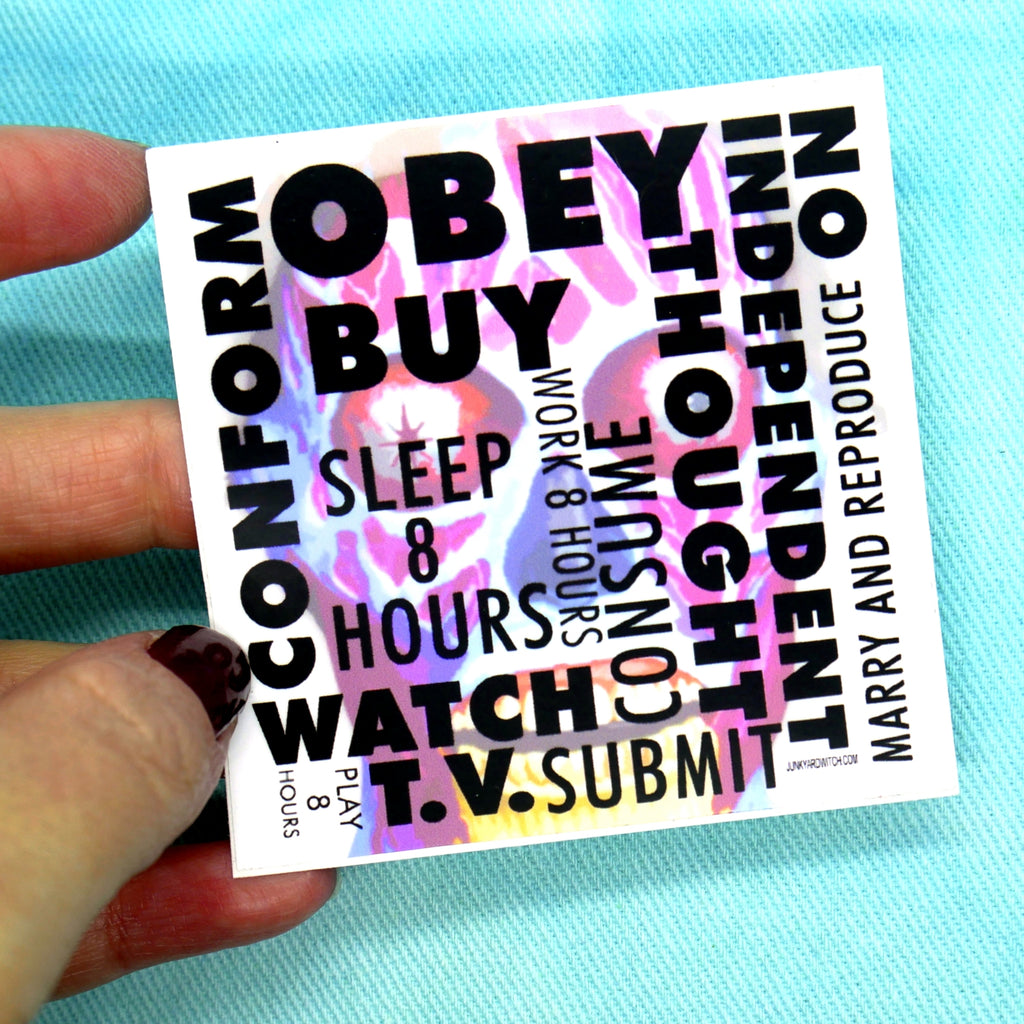 CONFORM
OBEY
BUY
SLEEP
8
HOURS
WATCH
T.V.
PLAY
8
HOURS
WORK 8 HOURS
CONSUME
SUBMIT
NO
INDEPENDENT
THOUGHT
MARRY AND REPRODUCE
JUNKYARDWITCH.COM